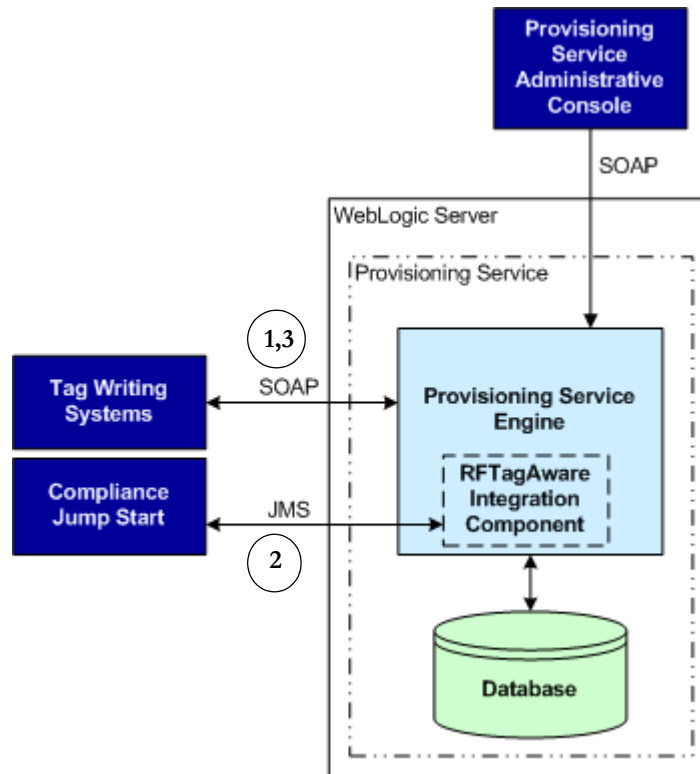 Provisioning
Service
Administrative
Console
SOAP
WebLogic Server
Provisioning Service
1,3
SOAP
Tag Writing
Systems
Provisioning Service
Engine
RFTagAware
Integration
Component
Compliance
Jump Start
JMS
2
Database